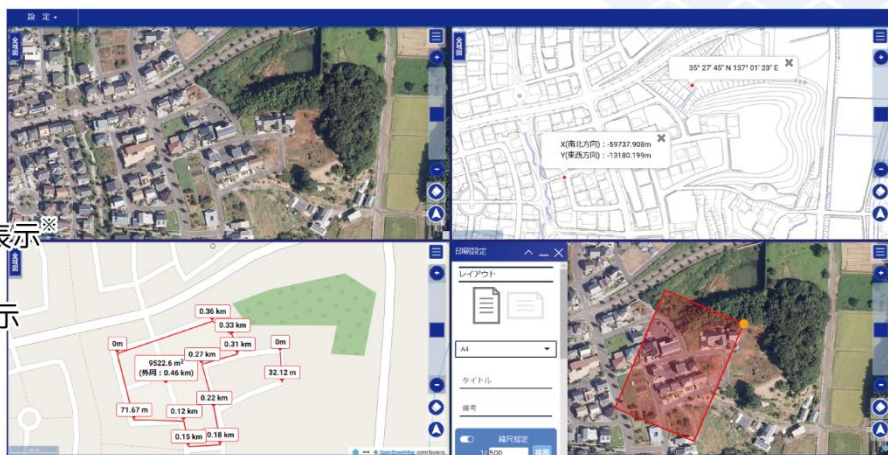 設 定
全画面
全画面
35° 27' 45" N 137° 01' 23" E
X(南北方向)：-59737.908m
Y(東西方向)：-13180.199m
表示※
示
全画面
0.36 km
0.33 km
0m
0.31 km
0m
0.27 km
9522.6 m²
(外周：0.46 km)
32.12 m
0.22 km
71.67 m
0.12 km
0.15 km
0.18 km
© OpenStreetMap contributors.
印刷設定
レイアウト
A4
タイトル
備考
縮尺指定
1/ 500